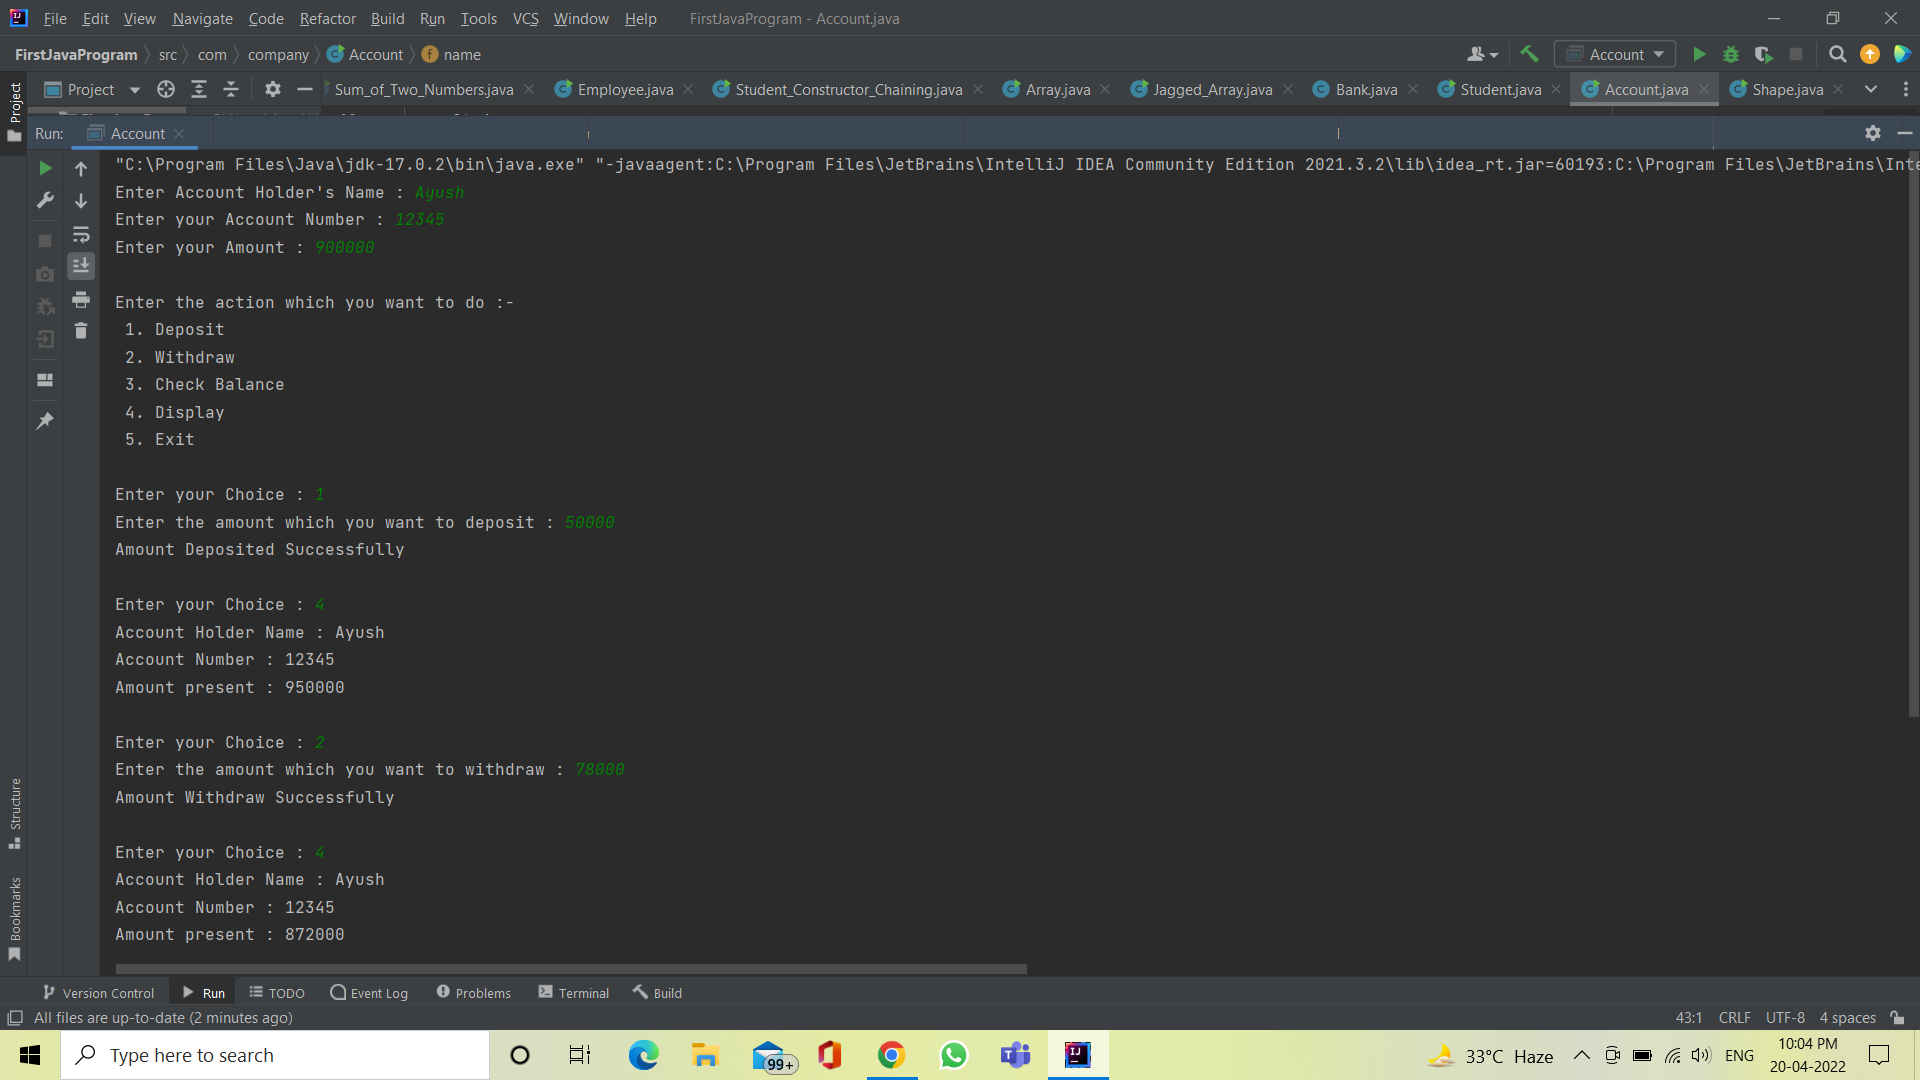 File Edit View Navigate Code Refactor Build Run Tools VCS Window Help FirstJavaProgram - Account.java
FirstJavaProgram src com company Account name Account
Project Sum_of_Two_Numbers.java Employee.java Student_Constructor_Chaining.java Array.java Jagged_Array.java Bank.java Student.java Account.java Shape.java
Project
Run: Account
"C:\Program Files\Java\jdk-17.0.2\bin\java.exe" "-javaagent:C:\Program Files\JetBrains\IntelliJ IDEA Community Edition 2021.3.2\lib\idea_rt.jar=60193:C:\Program Files\JetBrains\Inte
Enter Account Holder's Name : Ayush
Enter your Account Number : 12345
Enter your Amount : 900000
Enter the action which you want to do :-
1. Deposit
2. Withdraw
3. Check Balance
4. Display
5. Exit
Enter your Choice : 1
Enter the amount which you want to deposit : 50000
Amount Deposited Successfully
Enter your Choice : 4
Account Holder Name : Ayush
Account Number : 12345
Amount present : 950000
Enter your Choice : 2
Enter the amount which you want to withdraw : 78000
Amount Withdraw Successfully
Enter your Choice : 4
Account Holder Name : Ayush
Account Number : 12345
Amount present : 872000
Structure
Bookmarks
Version Control Run TODO Event Log Problems Terminal Build
All files are up-to-date (2 minutes ago) 43:1 CRLF UTF-8 4 spaces
Type here to search 99+ 33°C Haze ENG 10:04 PM
20-04-2022